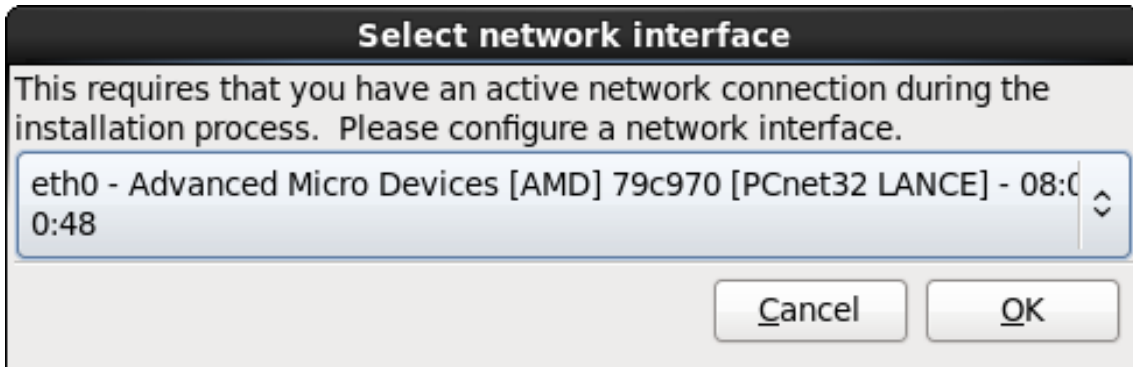 Select network interface
This requires that you have an active network connection during the
installation process.  Please configure a network interface.
eth0 - Advanced Micro Devices [AMD] 79c970 [PCnet32 LANCE] - 08:0
0:48
Cancel
OK